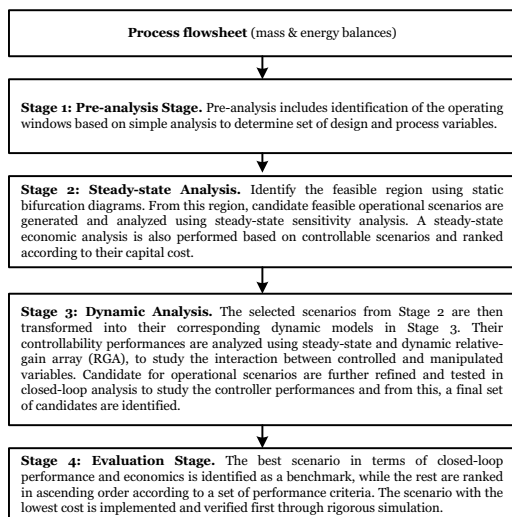 Process flowsheet (mass & energy balances)
Stage 1: Pre-analysis Stage. Pre-analysis includes identification of the operating
windows based on simple analysis to determine set of design and process variables.
Stage 2: Steady-state Analysis. Identify the feasible region using static
bifurcation diagrams. From this region, candidate feasible operational scenarios are
generated and analyzed using steady-state sensitivity analysis. A steady-state
economic analysis is also performed based on controllable scenarios and ranked
according to their capital cost.
Stage 3: Dynamic Analysis. The selected scenarios from Stage 2 are then
transformed into their corresponding dynamic models in Stage 3. Their
controllability performances are analyzed using steady-state and dynamic relative-
gain array (RGA), to study the interaction between controlled and manipulated
variables. Candidate for operational scenarios are further refined and tested in
closed-loop analysis to study the controller performances and from this, a final set
of candidates are identified.
Stage 4: Evaluation Stage. The best scenario in terms of closed-loop
performance and economics is identified as a benchmark, while the rest are ranked
in ascending order according to a set of performance criteria. The scenario with
the lowest cost is implemented and verified first through rigorous simulation.